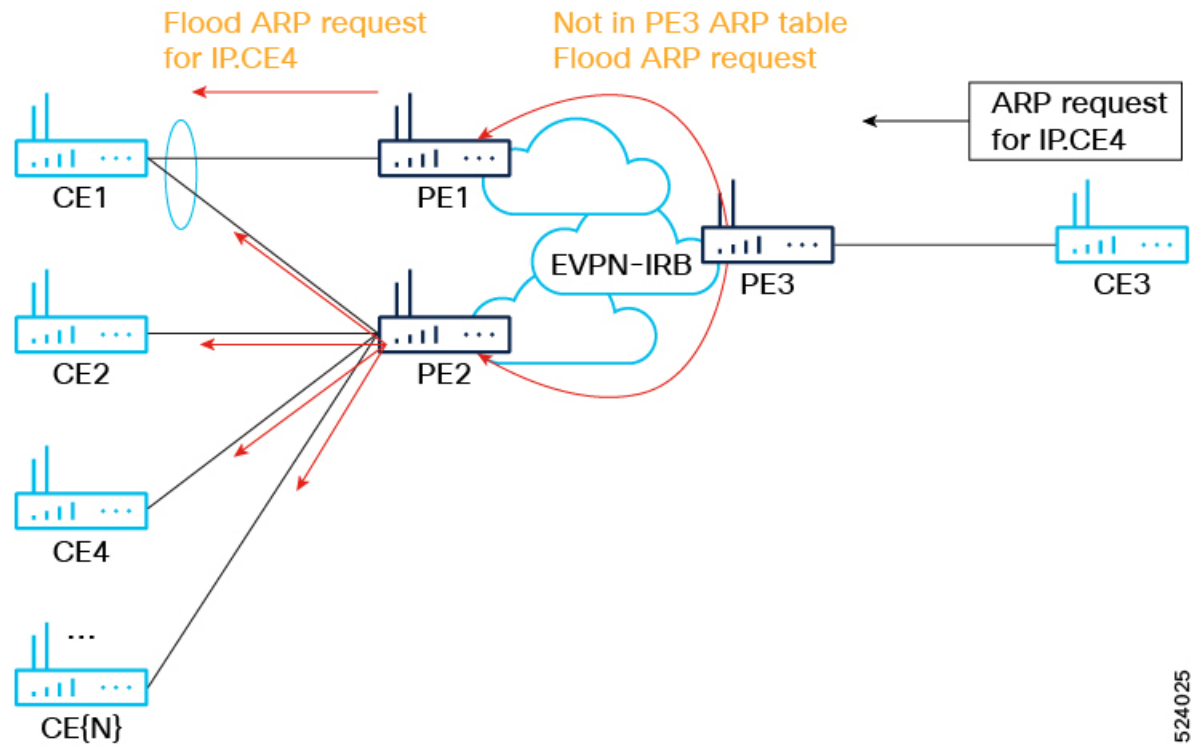 Flood ARP request
for IP.CE4
Not in PE3 ARP table
Flood ARP request
ARP request
for IP.CE4
CE1
PE1
EVPN-IRB
PE3
CE3
CE2
PE2
CE4
...
CE{N}
524025